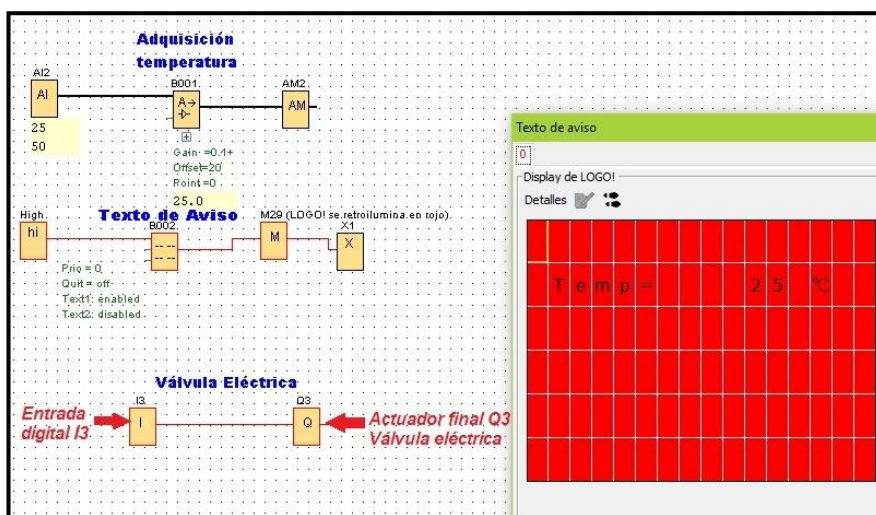 Adquisición
temperatura
AI2
B001
AM2
AI
A→
AM
25
50
Gain =0.1+
Offset=20
Point=0
25.0
High
Texto de Aviso
M29 (LOGO! se retroilumina en rojo)
hi
B002
M
X1
X
Prio = 0
Quit = off
Text1: enabled
Text2: disabled
Válvula Eléctrica
I3
Q3
Entrada
digital I3
I
Q
Actuador final Q3
Válvula eléctrica
Texto de aviso
0
Display de LOGO!
Detalles
Temp= 25 °C